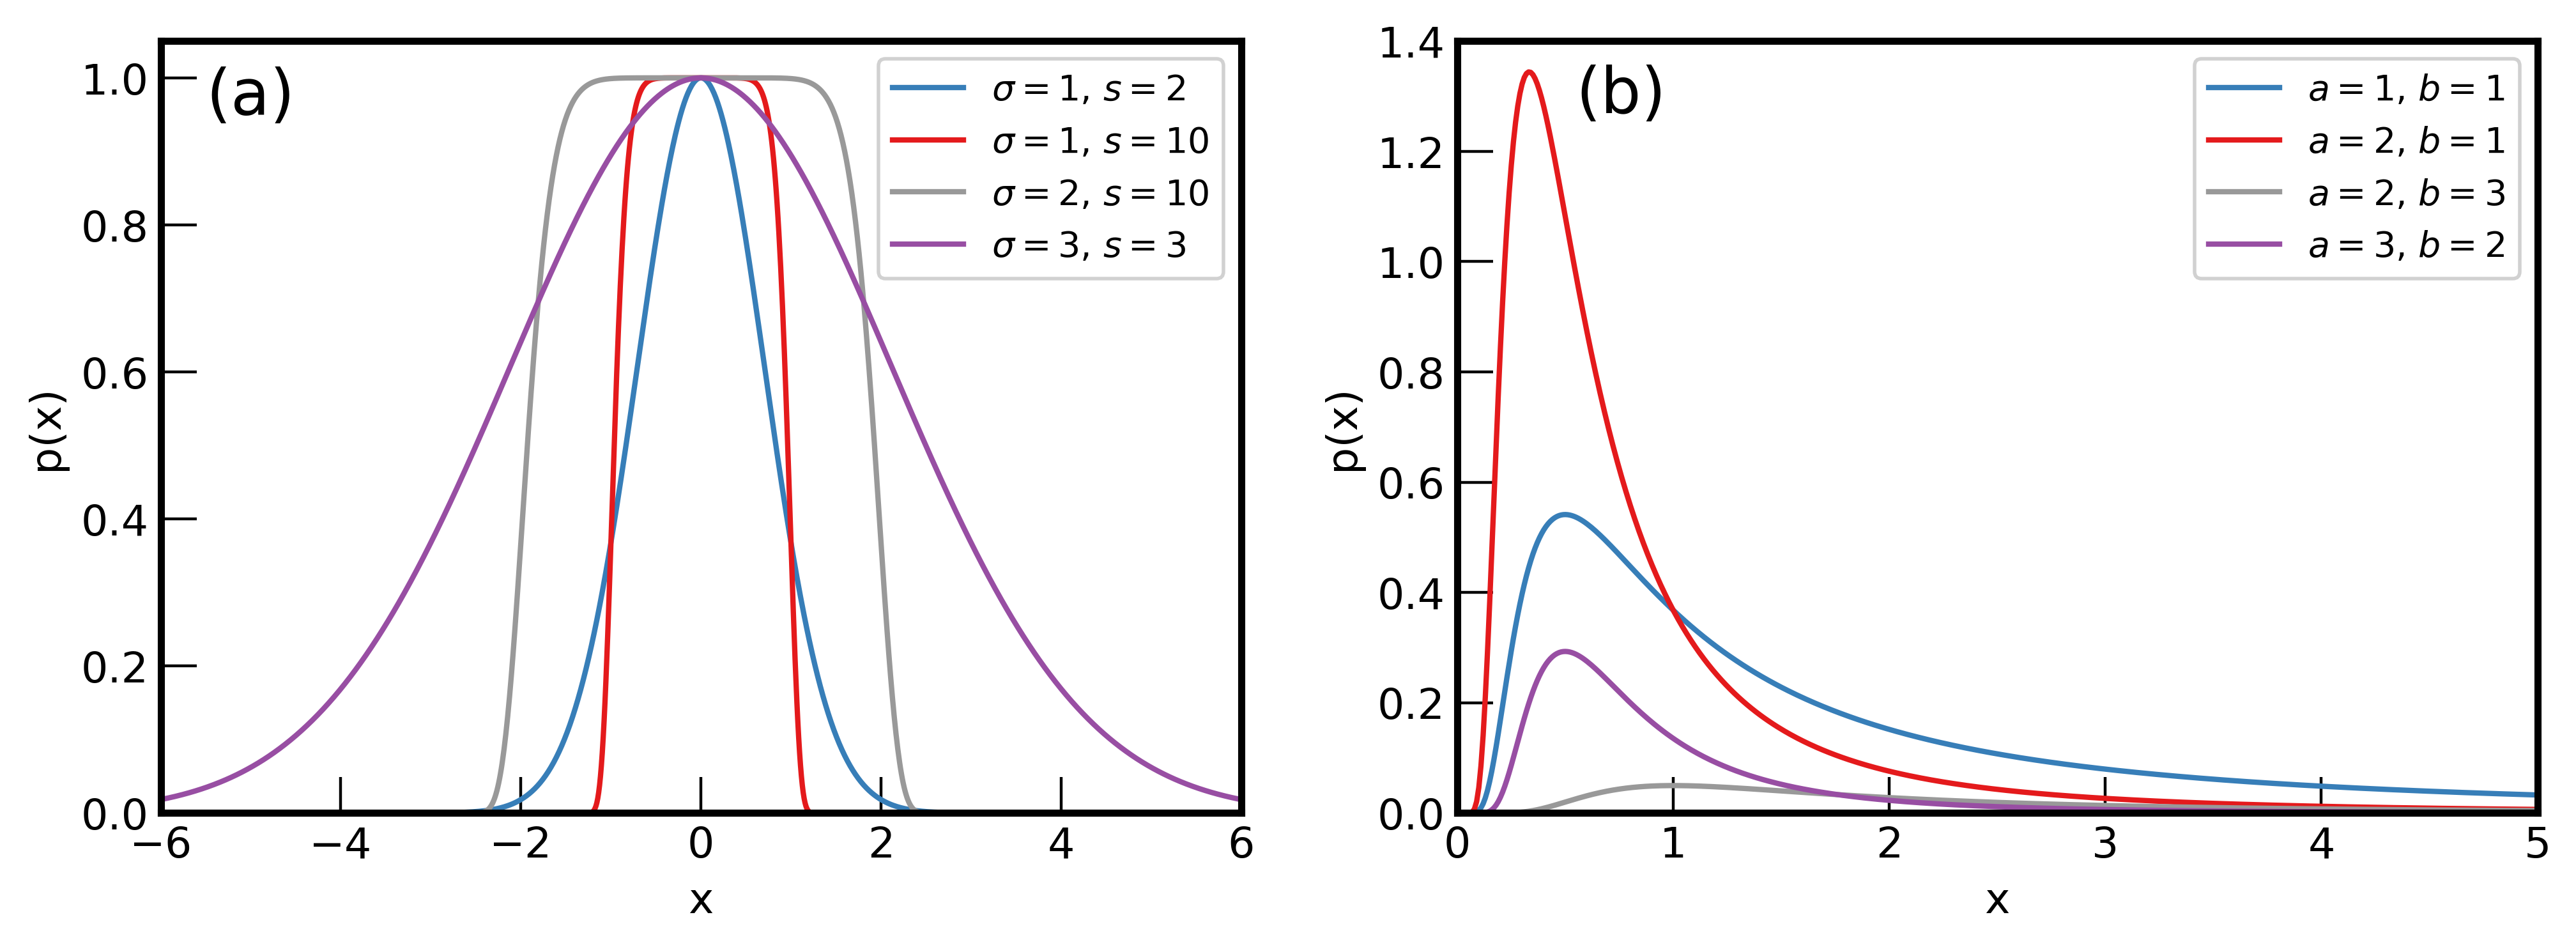 (a)
p(x)
1.0
0.8
0.6
0.4
0.2
0.0
−6 −4 −2 0 2 4 6
x
σ = 1, s = 2
σ = 1, s = 10
σ = 2, s = 10
σ = 3, s = 3
(b)
p(x)
1.4
1.2
1.0
0.8
0.6
0.4
0.2
0.0
0 1 2 3 4 5
x
a = 1, b = 1
a = 2, b = 1
a = 2, b = 3
a = 3, b = 2